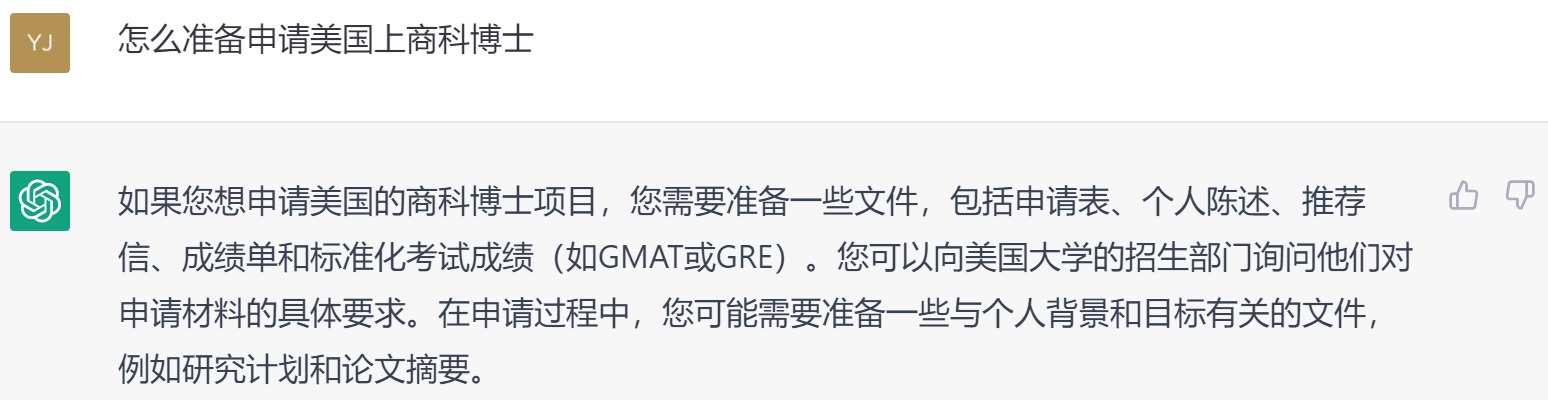 YJ
怎么准备申请美国上商科博士
如果您想申请美国的商科博士项目，您需要准备一些文件，包括申请表、个人陈述、推荐
信、成绩单和标准化考试成绩（如GMAT或GRE）。您可以向美国大学的招生部门询问他们对
申请材料的具体要求。在申请过程中，您可能需要准备一些与个人背景和目标有关的文件，
例如研究计划和论文摘要。